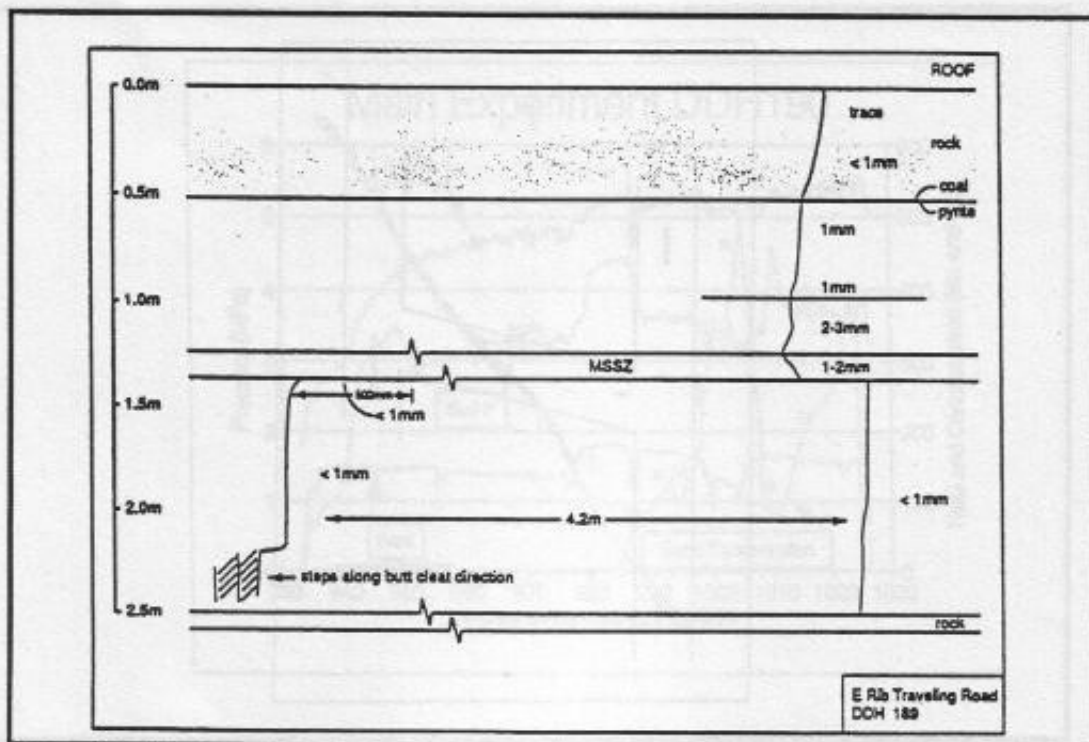 ROOF
0.0m
trace
rock
< 1mm
0.5m
coal
pyrite
1mm
1.0m
1mm
2-3mm
MSSZ
1-2mm
1.5m
< 1mm
< 1mm
< 1mm
2.0m
4.2m
steps along butt cleat direction
2.5m
rock
E Rib Traveling Road
DDH 189